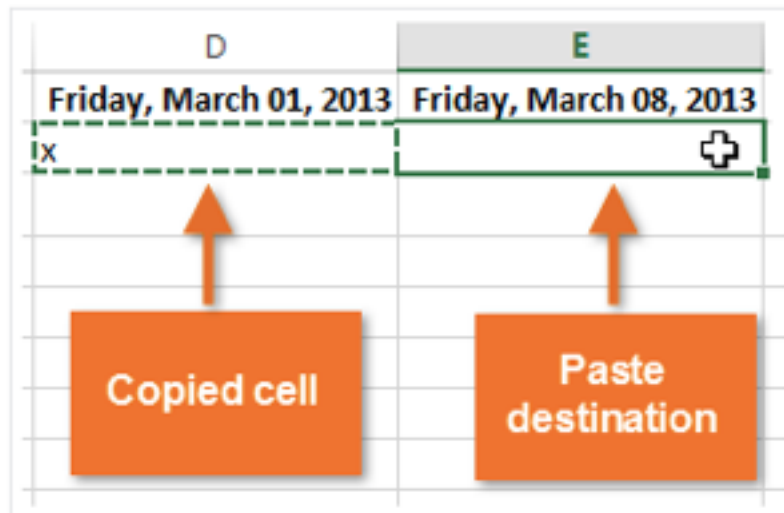 D E
Friday, March 01, 2013 Friday, March 08, 2013
x
Copied cell
Paste
destination